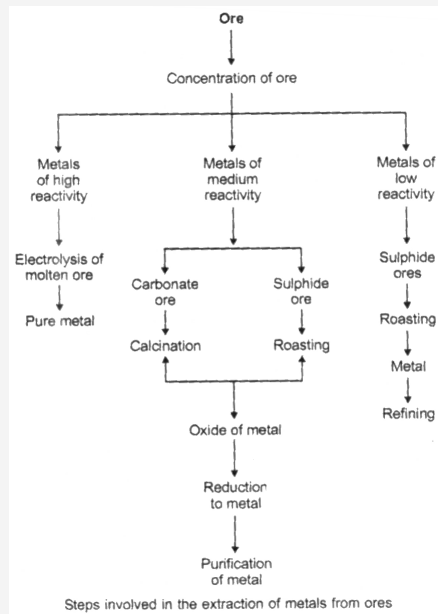 Ore
Concentration of ore
Metals
of high
reactivity
Metals of
medium
reactivity
Metals
of low
reactivity
Electrolysis of
molten ore
Pure metal
Carbonate
ore
Calcination
Sulphide
ore
Roasting
Sulphide
ores
Roasting
Metal
Refining
Oxide of metal
Reduction
to metal
Purification
of metal
Steps involved in the extraction of metals from ores